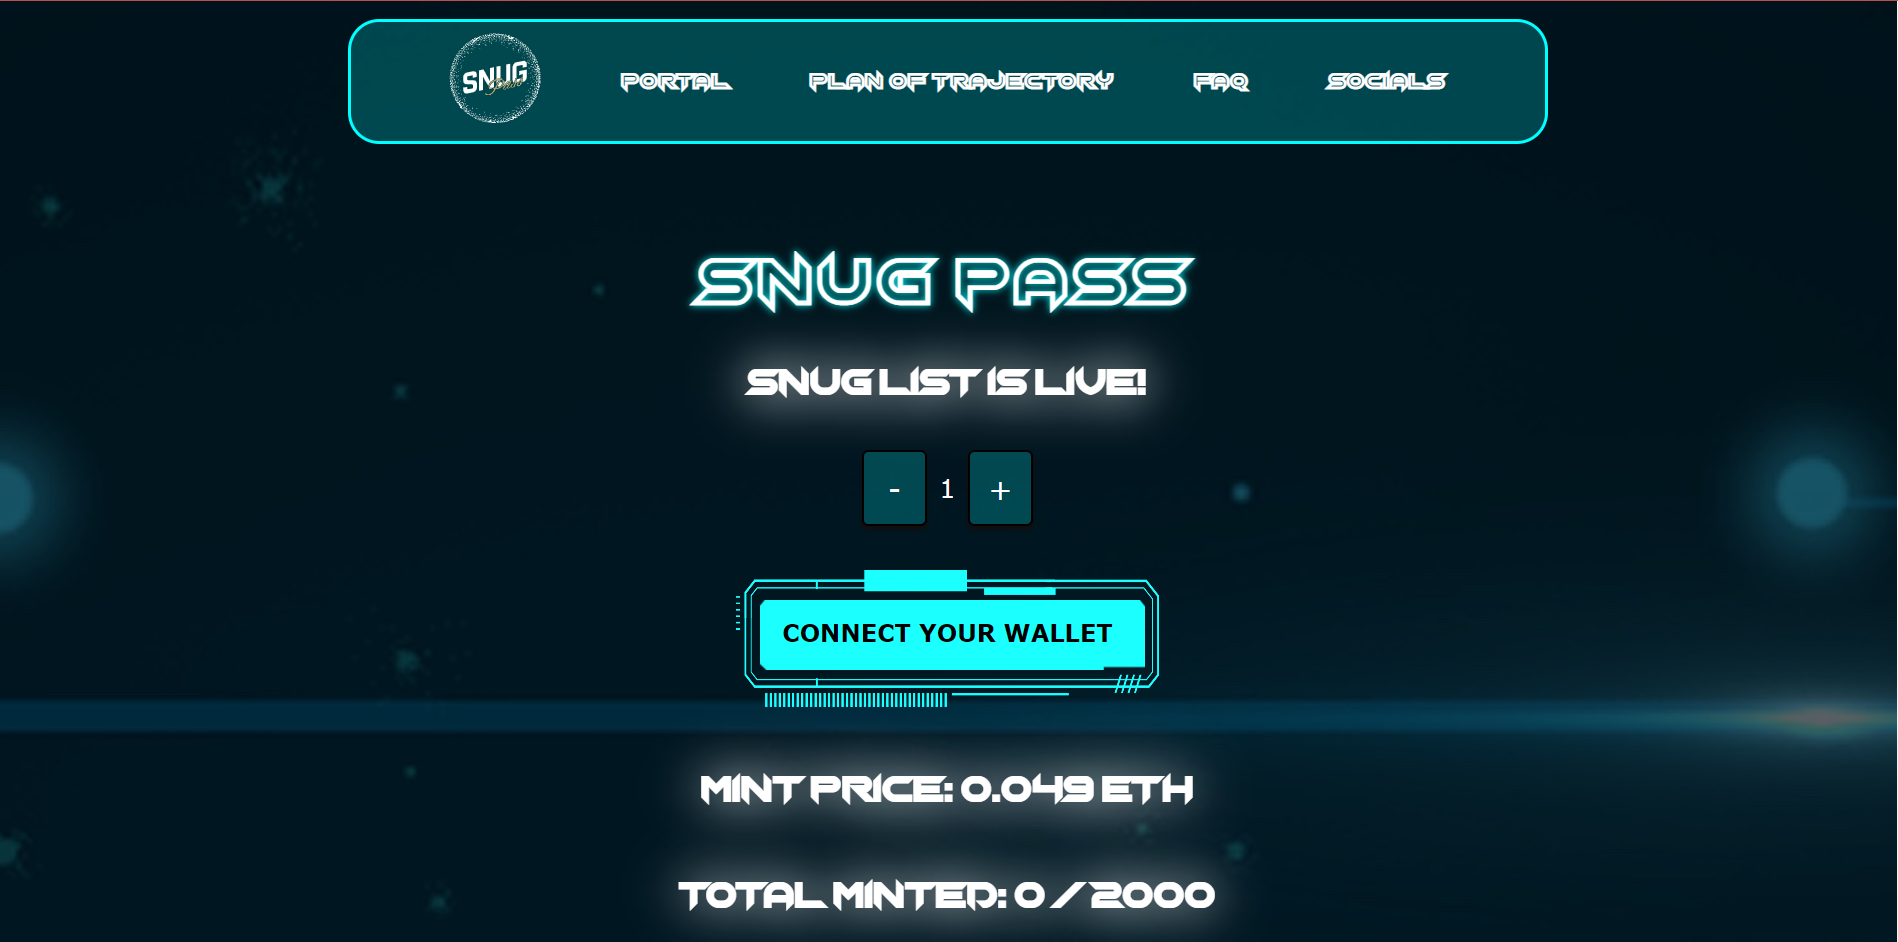 SNUG
Pass
PORTAL
PLAN OF TRAJECTORY
FAQ
SOCIALS
SNUG PASS
SNUG LIST IS LIVE!
- 1 +
CONNECT YOUR WALLET
MINT PRICE: 0.049 ETH
TOTAL MINTED: 0 / 2000